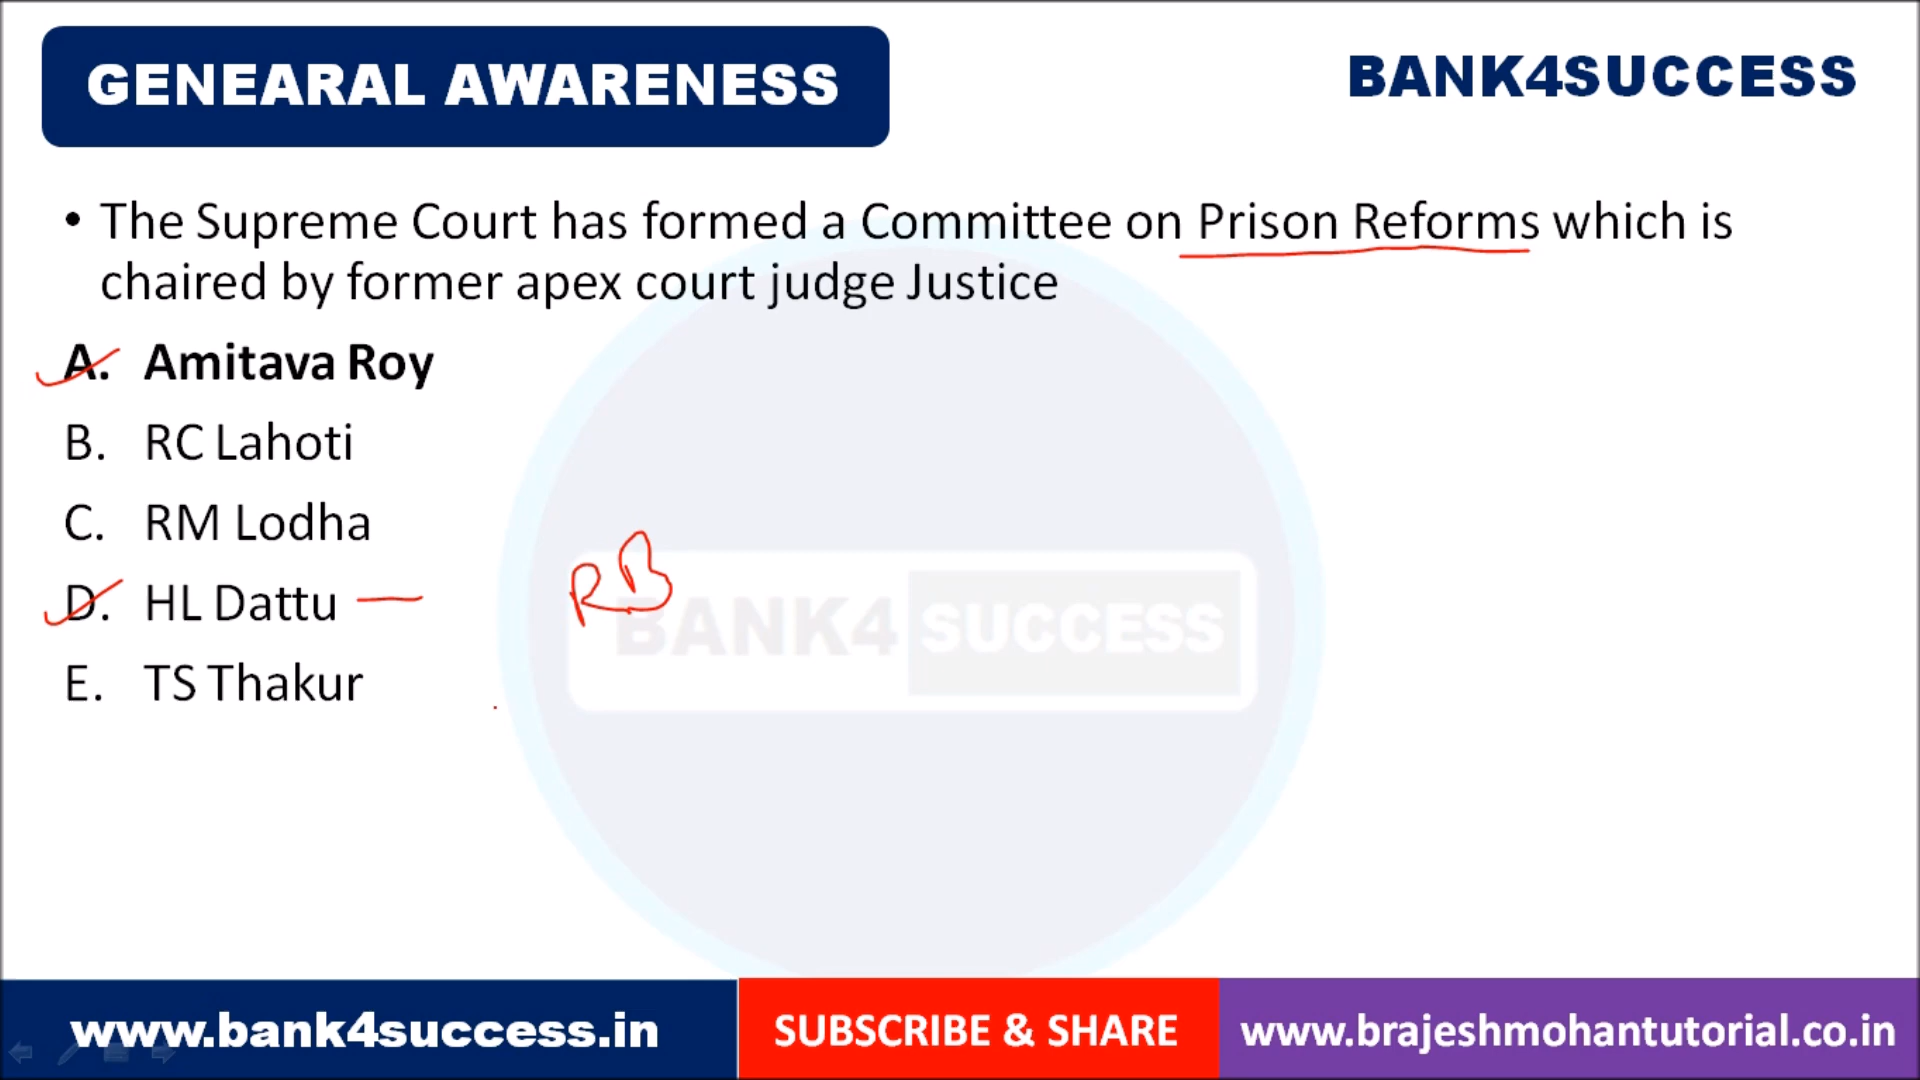 GENEARAL AWARENESS
BANK4SUCCESS
• The Supreme Court has formed a Committee on Prison Reforms which is
chaired by former apex court judge Justice
A. Amitava Roy
B. RC Lahoti
C. RM Lodha
D. HL Dattu
E. TS Thakur
RB
BANK4 SUCCESS
www.bank4success.in
SUBSCRIBE & SHARE
www.brajeshmohantutorial.co.in